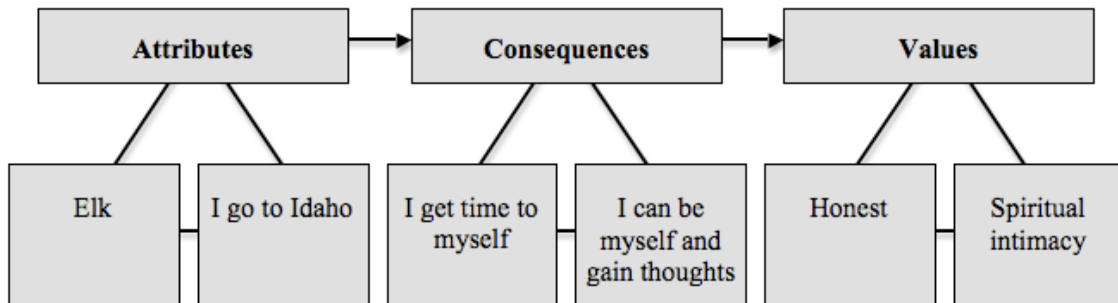 Attributes
Consequences
Values
Elk
I go to Idaho
I get time to
myself
I can be
myself and
gain thoughts
Honest
Spiritual
intimacy